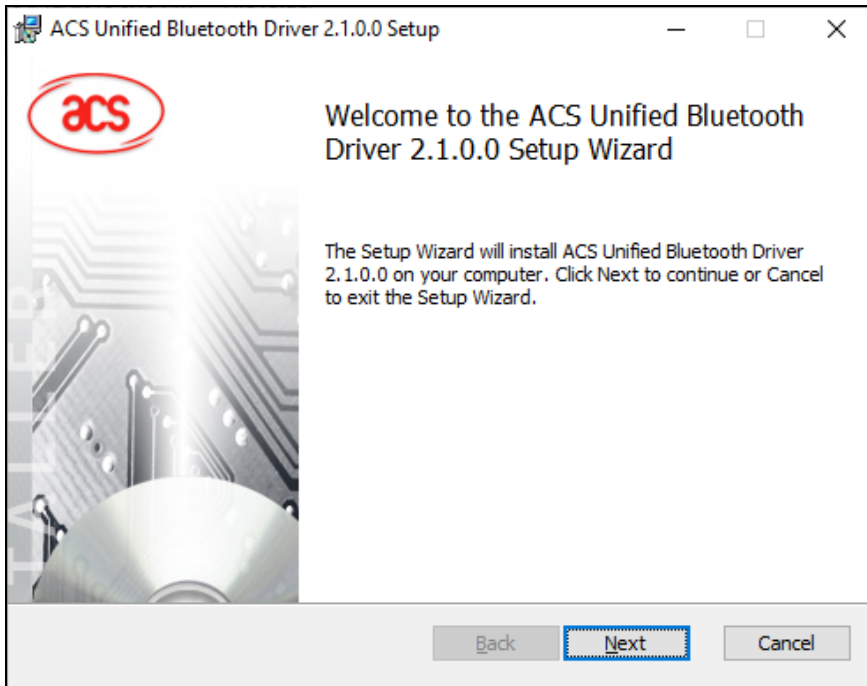 ACS Unified Bluetooth Driver 2.1.0.0 Setup
acs
Welcome to the ACS Unified Bluetooth
Driver 2.1.0.0 Setup Wizard
The Setup Wizard will install ACS Unified Bluetooth Driver
2.1.0.0 on your computer. Click Next to continue or Cancel
to exit the Setup Wizard.
TALLER
Back
Next
Cancel